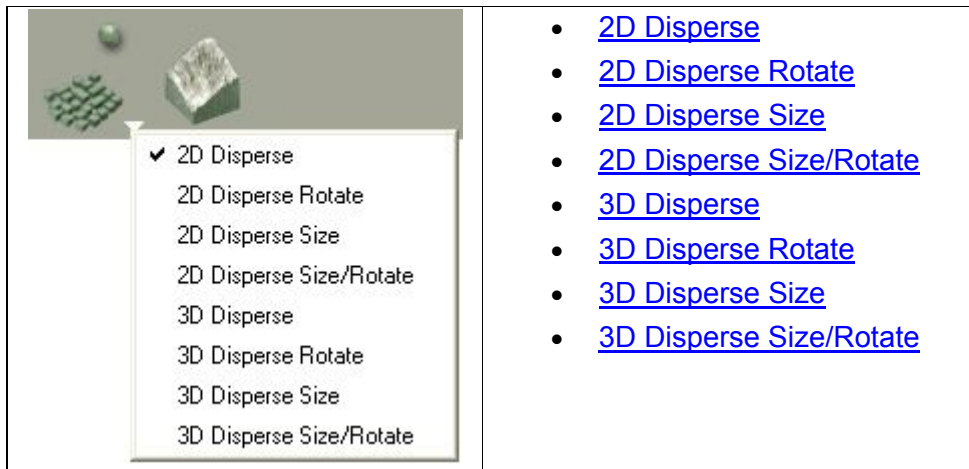 2D Disperse
2D Disperse Rotate
2D Disperse Size
2D Disperse Size/Rotate
3D Disperse
3D Disperse Rotate
3D Disperse Size
3D Disperse Size/Rotate
• 2D Disperse
• 2D Disperse Rotate
• 2D Disperse Size
• 2D Disperse Size/Rotate
• 3D Disperse
• 3D Disperse Rotate
• 3D Disperse Size
• 3D Disperse Size/Rotate